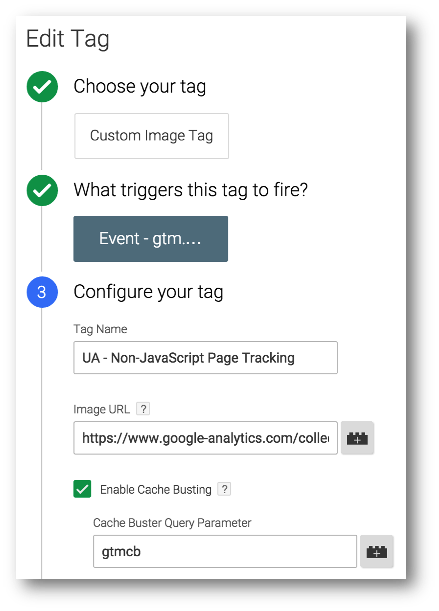 Edit Tag
Choose your tag
Custom Image Tag
What triggers this tag to fire?
Event - gtm....
3
Configure your tag
Tag Name
UA - Non-JavaScript Page Tracking
Image URL ?
https://www.google-analytics.com/colle
Enable Cache Busting ?
Cache Buster Query Parameter
gtmcb